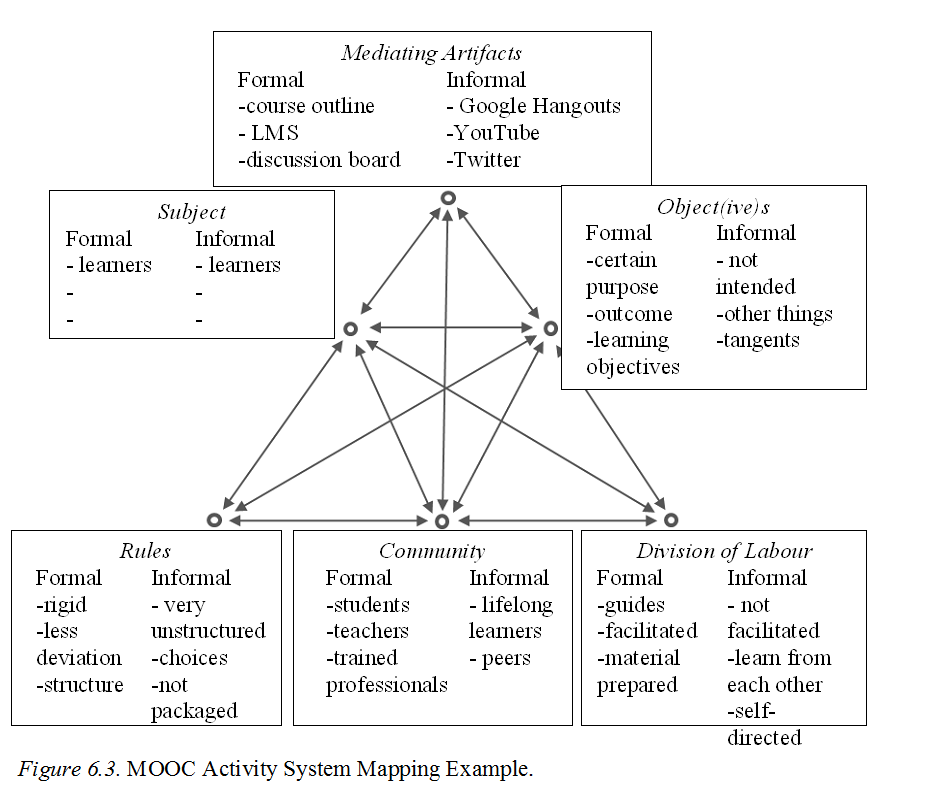 Mediating Artifacts
Formal
-course outline
- LMS
-discussion board
Informal
- Google Hangouts
-YouTube
-Twitter
Subject
Formal
- learners
-
-
Informal
- learners
-
-
Object(ive)s
Formal
-certain
purpose
-outcome
-learning
objectives
Informal
- not
intended
-other things
-tangents
Rules
Formal
-rigid
-less
deviation
-structure
Informal
- very
unstructured
-choices
-not
packaged
Community
Formal
-students
-teachers
-trained
professionals
Informal
- lifelong
learners
- peers
Division of Labour
Formal
-guides
-facilitated
-material
prepared
Informal
- not
facilitated
-learn from
each other
-self-
directed
Figure 6.3. MOOC Activity System Mapping Example.